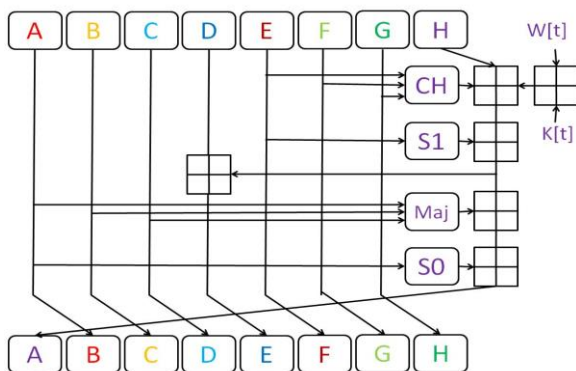 A B C D E F G H
W[t]
CH
K[t]
S1
Maj
S0
A B C D E F G H